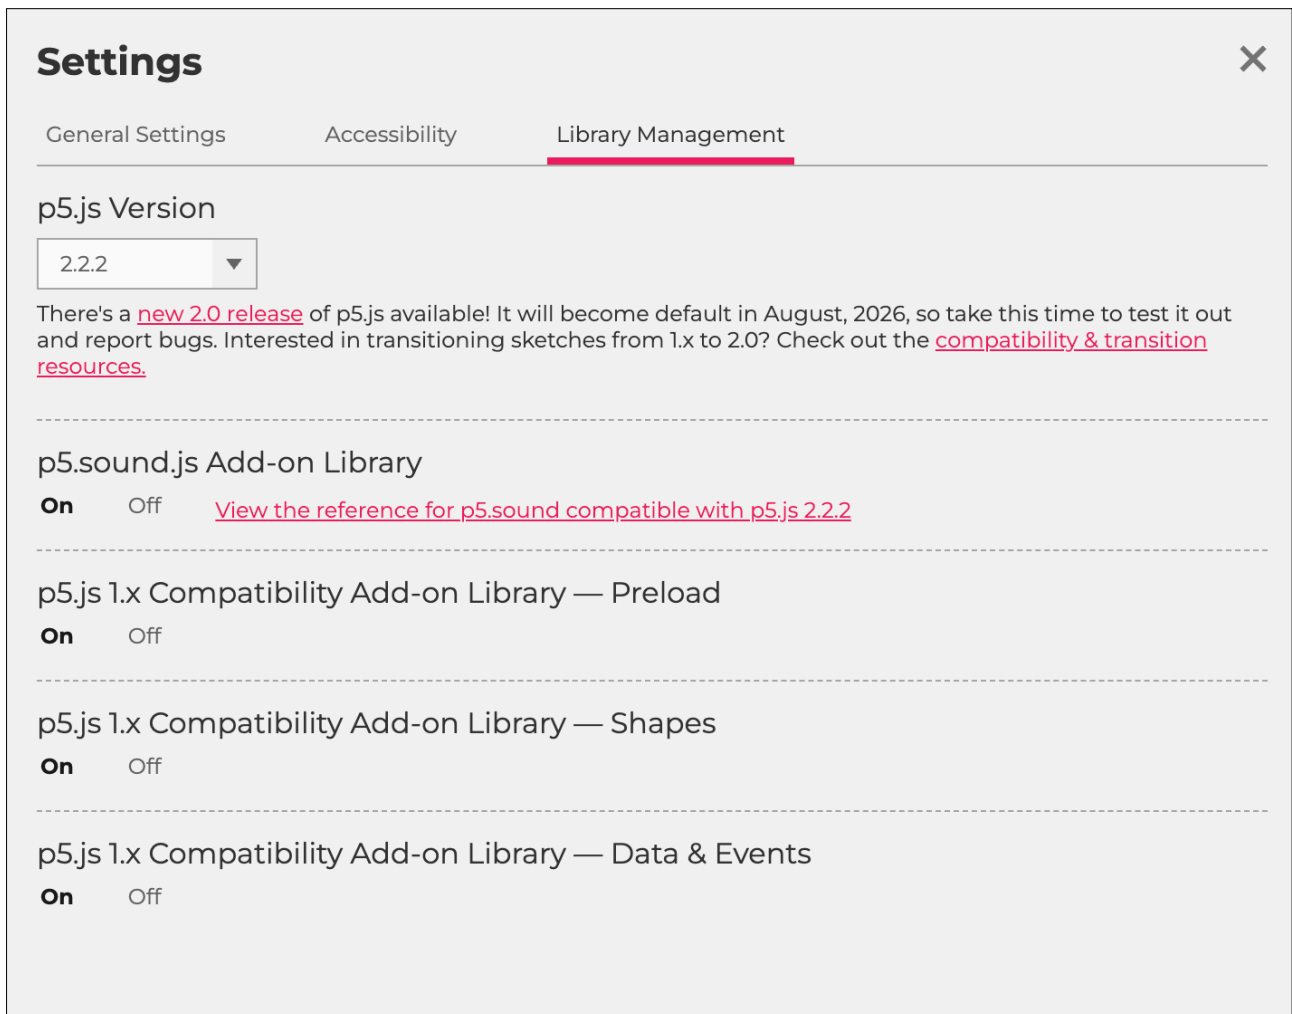 Settings
General Settings
Accessibility
Library Management
p5.js Version
2.2.2
There's a new 2.0 release of p5.js available! It will become default in August, 2026, so take this time to test it out
and report bugs. Interested in transitioning sketches from 1.x to 2.0? Check out the compatibility & transition
resources.
p5.sound.js Add-on Library
On Off View the reference for p5.sound compatible with p5.js 2.2.2
p5.js 1.x Compatibility Add-on Library — Preload
On Off
p5.js 1.x Compatibility Add-on Library — Shapes
On Off
p5.js 1.x Compatibility Add-on Library — Data & Events
On Off